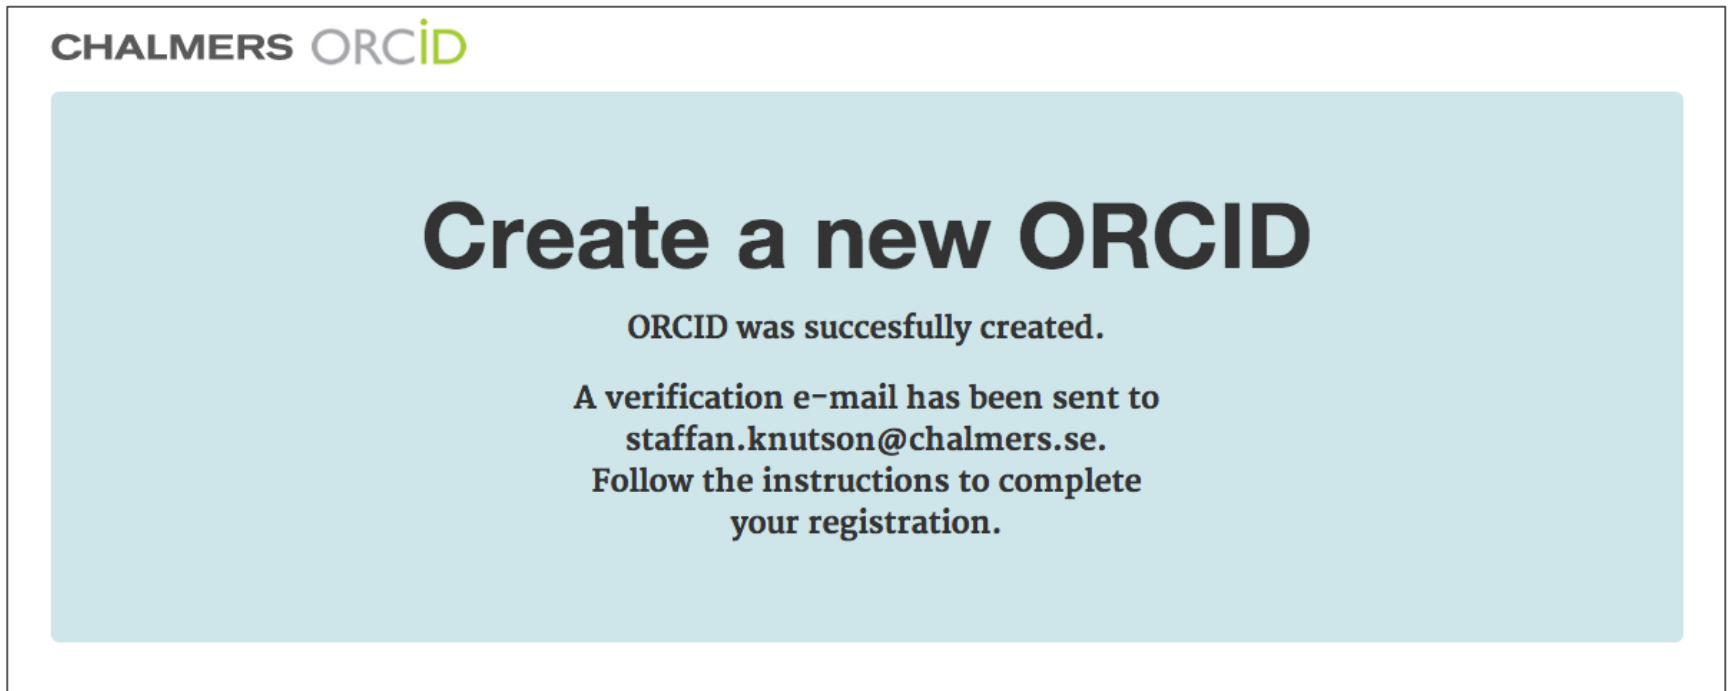 CHALMERS ORCiD
Create a new ORCID
ORCID was succesfully created.
A verification e-mail has been sent to
staffan.knutson@chalmers.se.
Follow the instructions to complete
your registration.